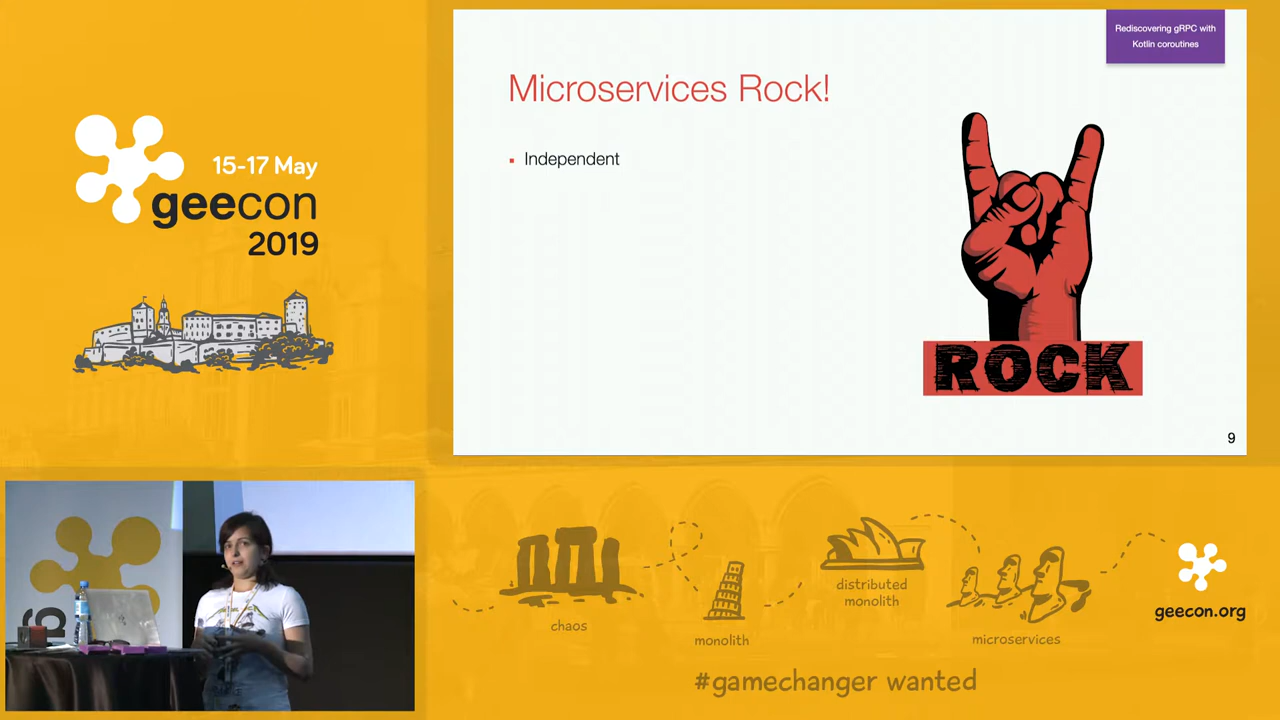 15-17 May
geecon
2019
Rediscovering gRPC with
Kotlin coroutines
Microservices Rock!
Independent
ROCK
9
chaos
monolith
distributed
monolith
microservices
geecon.org
#gamechanger wanted